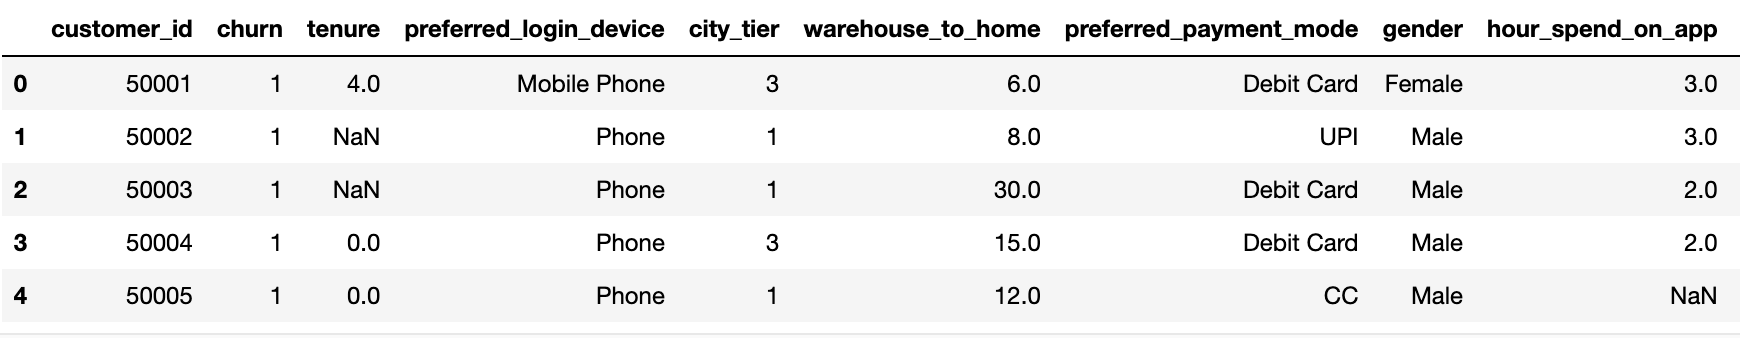 customer_id churn tenure preferred_login_device city_tier warehouse_to_home preferred_payment_mode gender hour_spend_on_app
0 50001 1 4.0 Mobile Phone 3 6.0 Debit Card Female 3.0
1 50002 1 NaN Phone 1 8.0 UPI Male 3.0
2 50003 1 NaN Phone 1 30.0 Debit Card Male 2.0
3 50004 1 0.0 Phone 3 15.0 Debit Card Male 2.0
4 50005 1 0.0 Phone 1 12.0 CC Male NaN